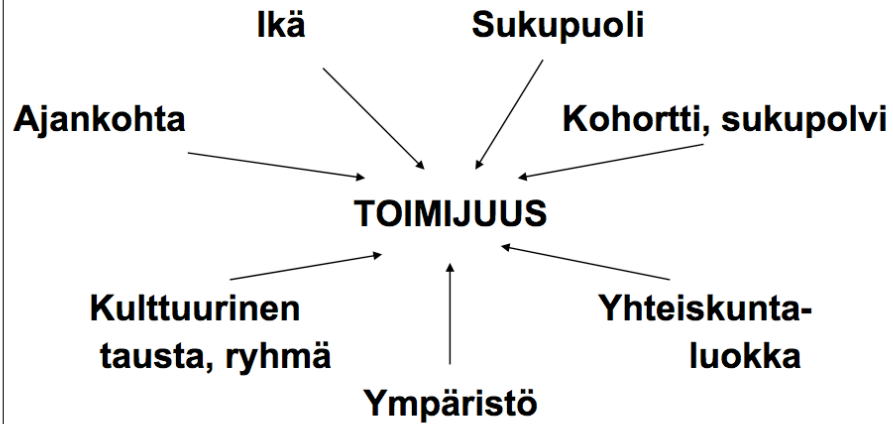 Ikä
Sukupuoli
Ajankohta
Kohortti, sukupolvi
TOIMIJUUS
Kulttuurinen
tausta, ryhmä
Yhteiskunta-
luokka
Ympäristö